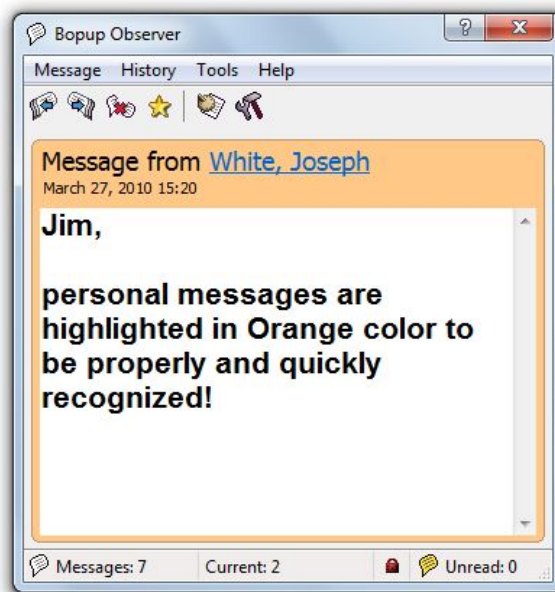 Bopup Observer
Message History Tools Help
Message from White, Joseph
March 27, 2010 15:20
Jim,
personal messages are
highlighted in Orange color to
be properly and quickly
recognized!
Messages: 7 Current: 2 Unread: 0